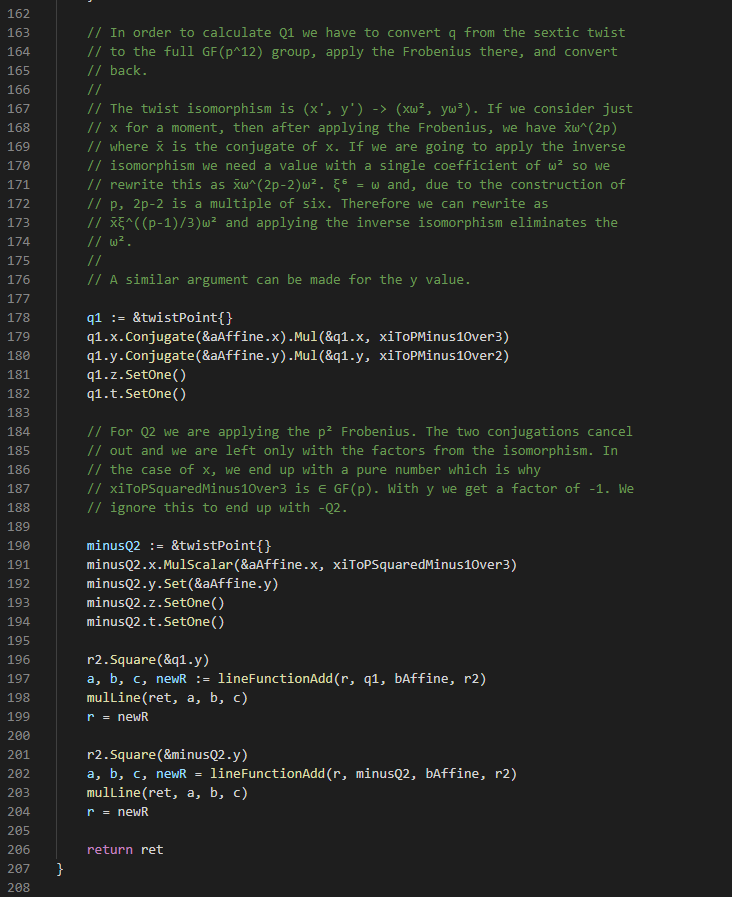 162
163 // In order to calculate Q1 we have to convert q from the sextic twist
164 // to the full GF(p^12) group, apply the Frobenius there, and convert
165 // back.
166 //
167 // The twist isomorphism is (x', y') -> (xω², yω³). If we consider just
168 // x for a moment, then after applying the Frobenius, we have x̄ω^(2p)
169 // where x̄ is the conjugate of x. If we are going to apply the inverse
170 // isomorphism we need a value with a single coefficient of ω² so we
171 // rewrite this as x̄ω^(2p-2)ω². ξ⁶ = ω and, due to the construction of
172 // p, 2p-2 is a multiple of six. Therefore we can rewrite as
173 // x̄ξ^((p-1)/3)ω² and applying the inverse isomorphism eliminates the
174 // ω².
175 //
176 // A similar argument can be made for the y value.
177
178 q1 := &twistPoint{}
179 q1.x.Conjugate(&aAffine.x).Mul(&q1.x, xiToPMinus1Over3)
180 q1.y.Conjugate(&aAffine.y).Mul(&q1.y, xiToPMinus1Over2)
181 q1.z.SetOne()
182 q1.t.SetOne()
183
184 // For Q2 we are applying the p² Frobenius. The two conjugations cancel
185 // out and we are left only with the factors from the isomorphism. In
186 // the case of x, we end up with a pure number which is why
187 // xiToPSquaredMinus1Over3 is ∈ GF(p). With y we get a factor of -1. We
188 // ignore this to end up with -Q2.
189
190 minusQ2 := &twistPoint{}
191 minusQ2.x.MulScalar(&aAffine.x, xiToPSquaredMinus1Over3)
192 minusQ2.y.Set(&aAffine.y)
193 minusQ2.z.SetOne()
194 minusQ2.t.SetOne()
195
196 r2.Square(&q1.y)
197 a, b, c, newR := lineFunctionAdd(r, q1, bAffine, r2)
198 mulLine(ret, a, b, c)
199 r = newR
200
201 r2.Square(&minusQ2.y)
202 a, b, c, newR = lineFunctionAdd(r, minusQ2, bAffine, r2)
203 mulLine(ret, a, b, c)
204 r = newR
205
206 return ret
207 }
208